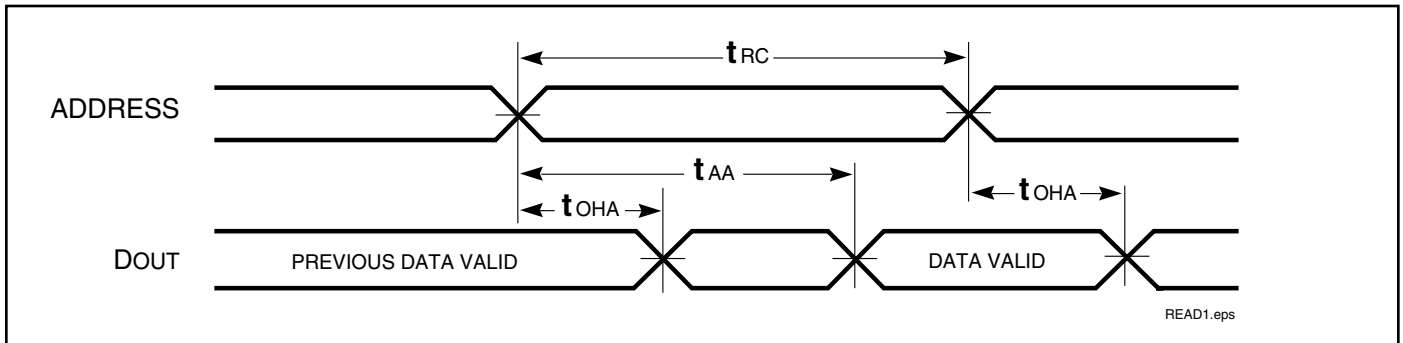 tRC
ADDRESS
tAA
tOHA
tOHA
DOUT
PREVIOUS DATA VALID
DATA VALID
READ1.eps